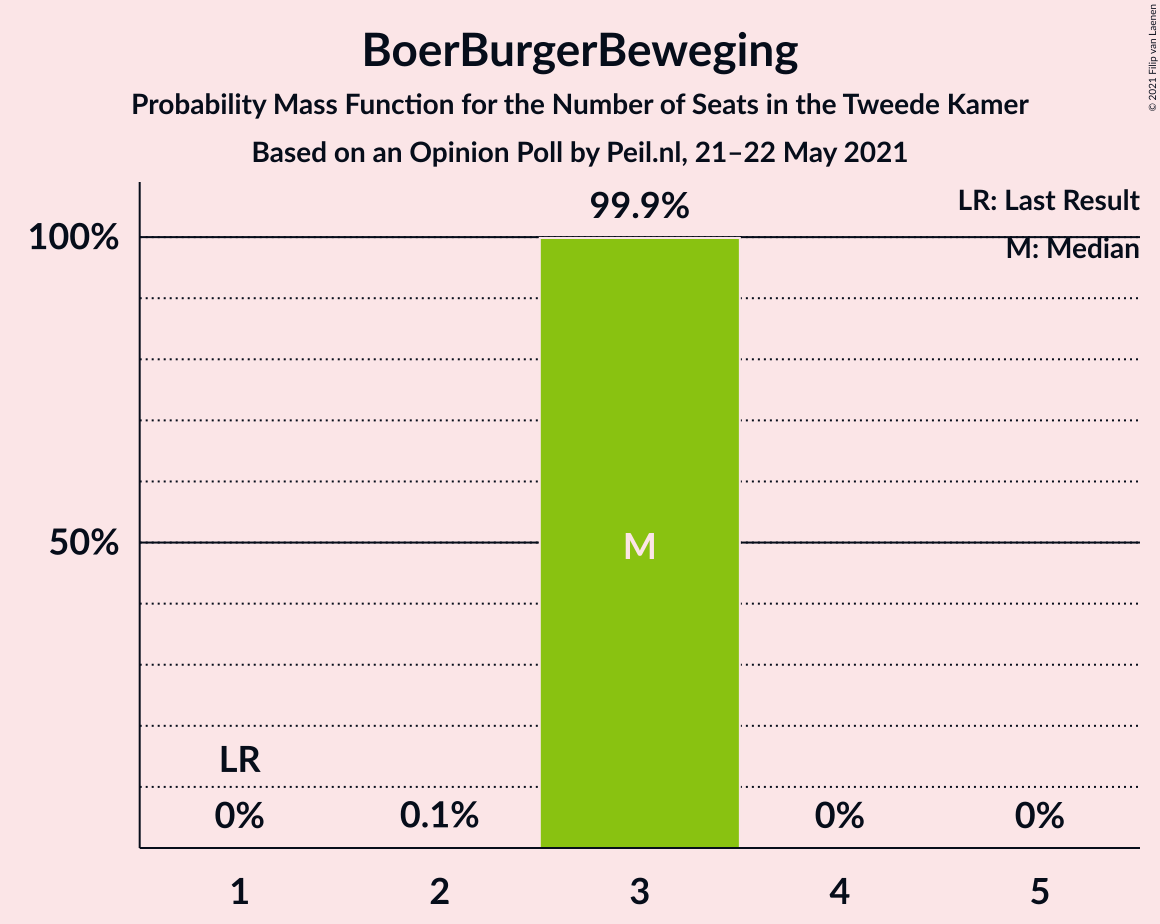 BoerBurgerBeweging
Probability Mass Function for the Number of Seats in the Tweede Kamer
Based on an Opinion Poll by Peil.nl, 21–22 May 2021
© 2021 Filip van Laenen
LR: Last Result
M: Median
99.9%
100%
50%
M
LR
0%
0.1%
0%
0%
1
2
3
4
5